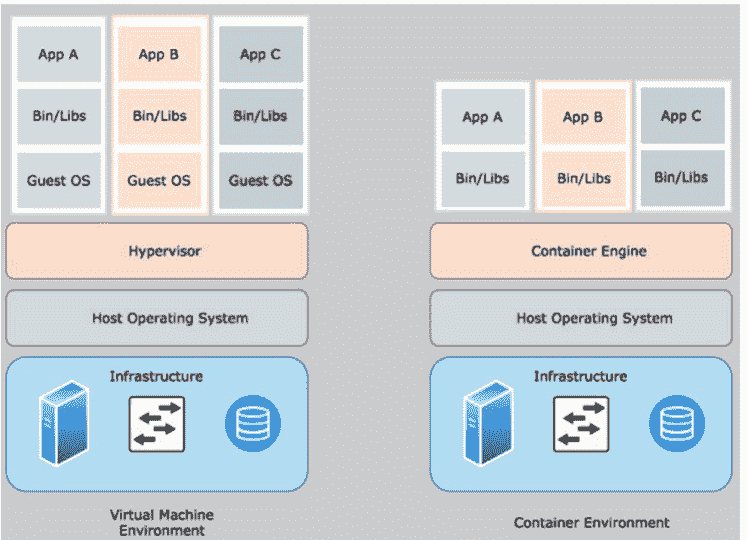 App A
App B
App C
Bin/Libs
Bin/Libs
Bin/Libs
Guest OS
Guest OS
Guest OS
Hypervisor
Host Operating System
Infrastructure
Virtual Machine
Environment
App A
App B
App C
Bin/Libs
Bin/Libs
Bin/Libs
Container Engine
Host Operating System
Infrastructure
Container Environment